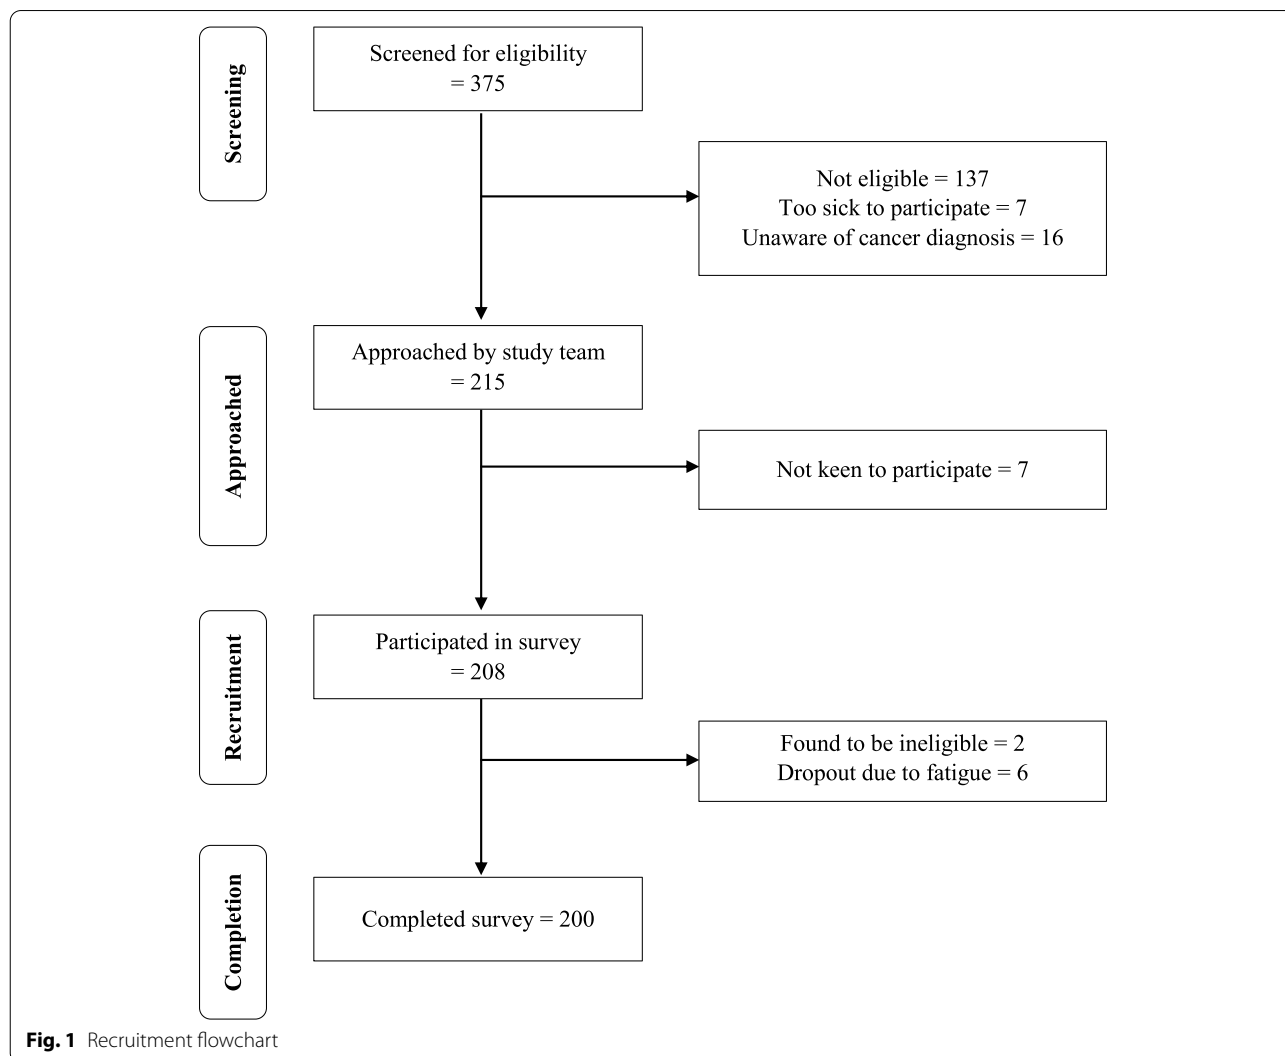 Screening
Screened for eligibility
= 375
Not eligible = 137
Too sick to participate = 7
Unaware of cancer diagnosis = 16
Approached
Approached by study team
= 215
Not keen to participate = 7
Recruitment
Participated in survey
= 208
Found to be ineligible = 2
Dropout due to fatigue = 6
Completion
Completed survey = 200
Fig. 1 Recruitment flowchart